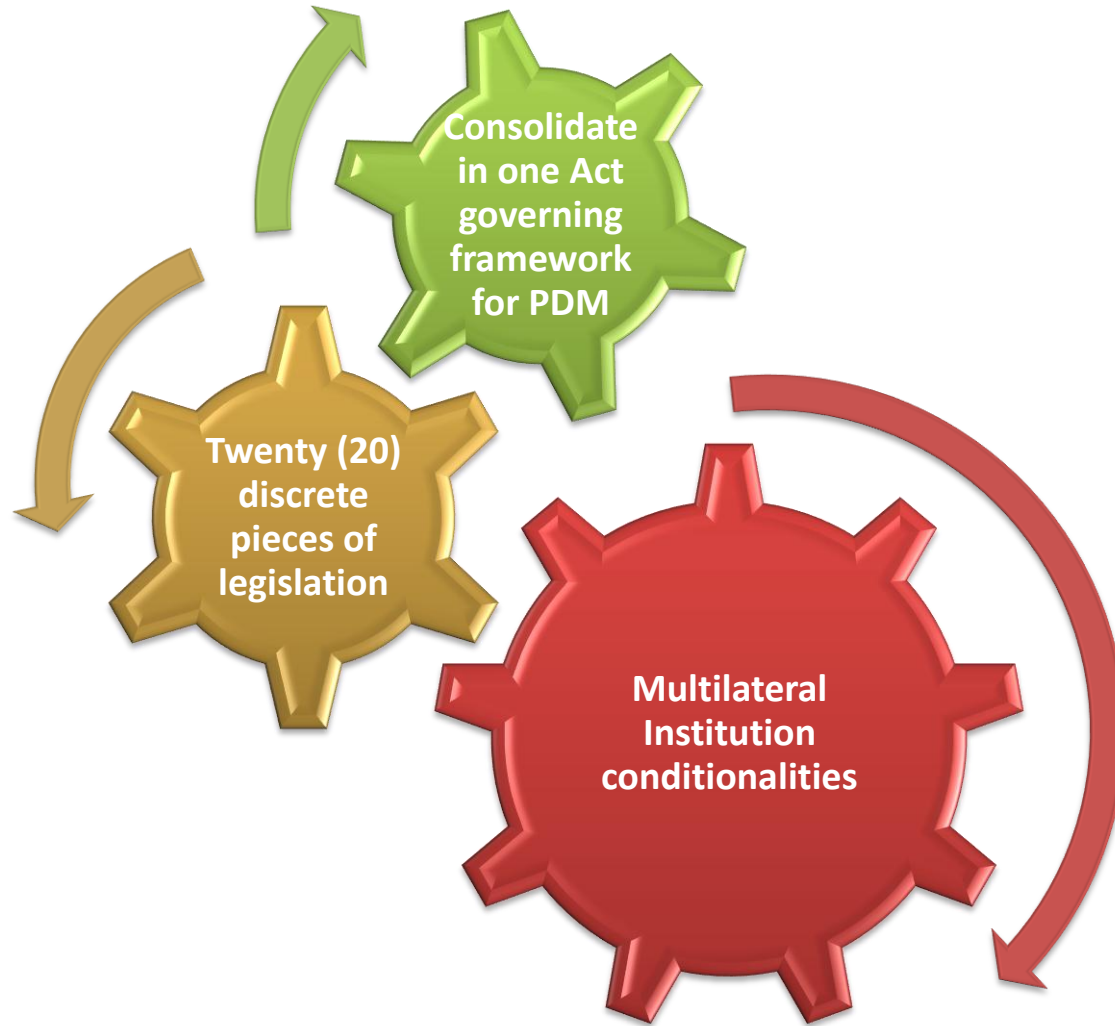 Consolidate
in one Act
governing
framework
for PDM
Twenty (20)
discrete
pieces of
legislation
Multilateral
Institution
conditionalities